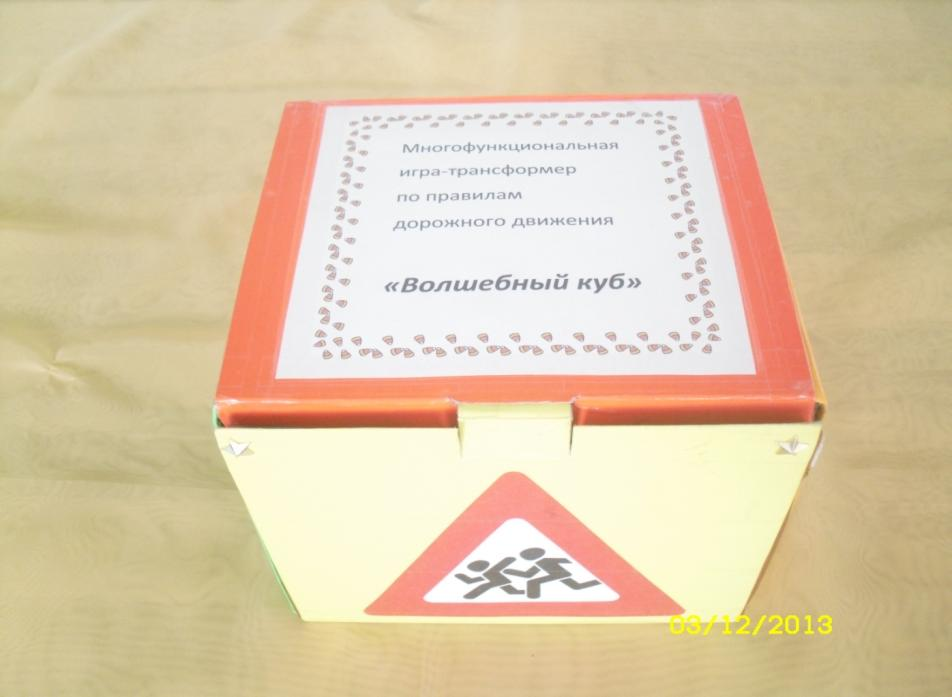 Многофункциональная
игра-трансформер
по правилам
дорожного движения
«Волшебный куб»
03/12/2013